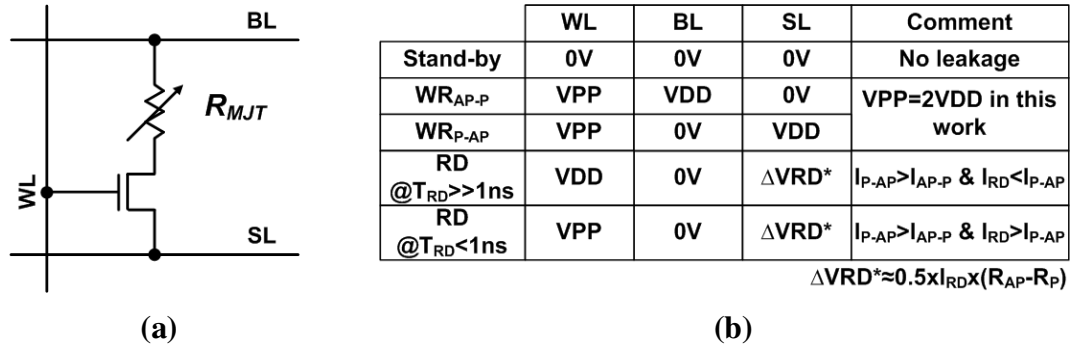 BL
R_MJT
WL
SL
(a)
WL BL SL Comment
Stand-by 0V 0V 0V No leakage
WR_AP-P VPP VDD 0V VPP=2VDD in this work
WR_P-AP VPP 0V VDD
RD @T_RD>>1ns VDD 0V ΔVRD* I_P-AP>I_AP-P & I_RD<I_P-AP
RD @T_RD<1ns VPP 0V ΔVRD* I_P-AP>I_AP-P & I_RD>I_P-AP
ΔVRD*≈0.5xI_RDx(R_AP-R_P)
(b)